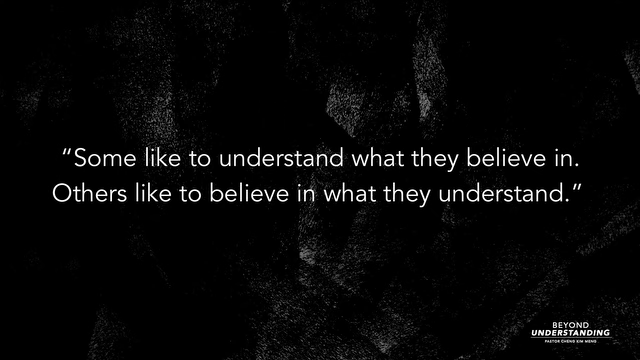 “Some like to understand what they believe in.
Others like to believe in what they understand.”
BEYOND
UNDERSTANDING
PASTOR CHENG KIM MENG